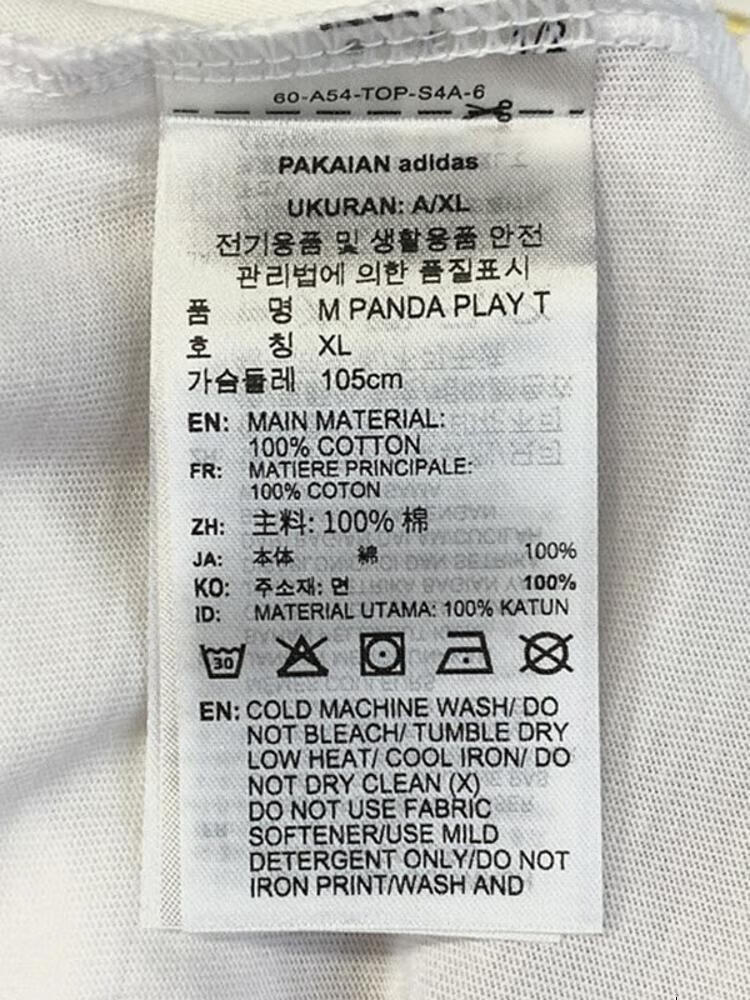 1/2
60-A54-TOP-S4A-6
PAKAIAN adidas
UKURAN: A/XL
전기용품 및 생활용품 안전
관리법에 의한 품질표시
품 명 M PANDA PLAY T
호 칭 XL
가슴둘레 105cm
EN: MAIN MATERIAL:
100% COTTON
FR: MATIERE PRINCIPALE:
100% COTON
ZH: 主料: 100% 棉
JA: 本体 綿 100%
KO: 주소재: 면 100%
ID: MATERIAL UTAMA: 100% KATUN
30
EN: COLD MACHINE WASH/ DO
NOT BLEACH/ TUMBLE DRY
LOW HEAT/ COOL IRON/ DO
NOT DRY CLEAN (X)
DO NOT USE FABRIC
SOFTENER/USE MILD
DETERGENT ONLY/DO NOT
IRON PRINT/WASH AND